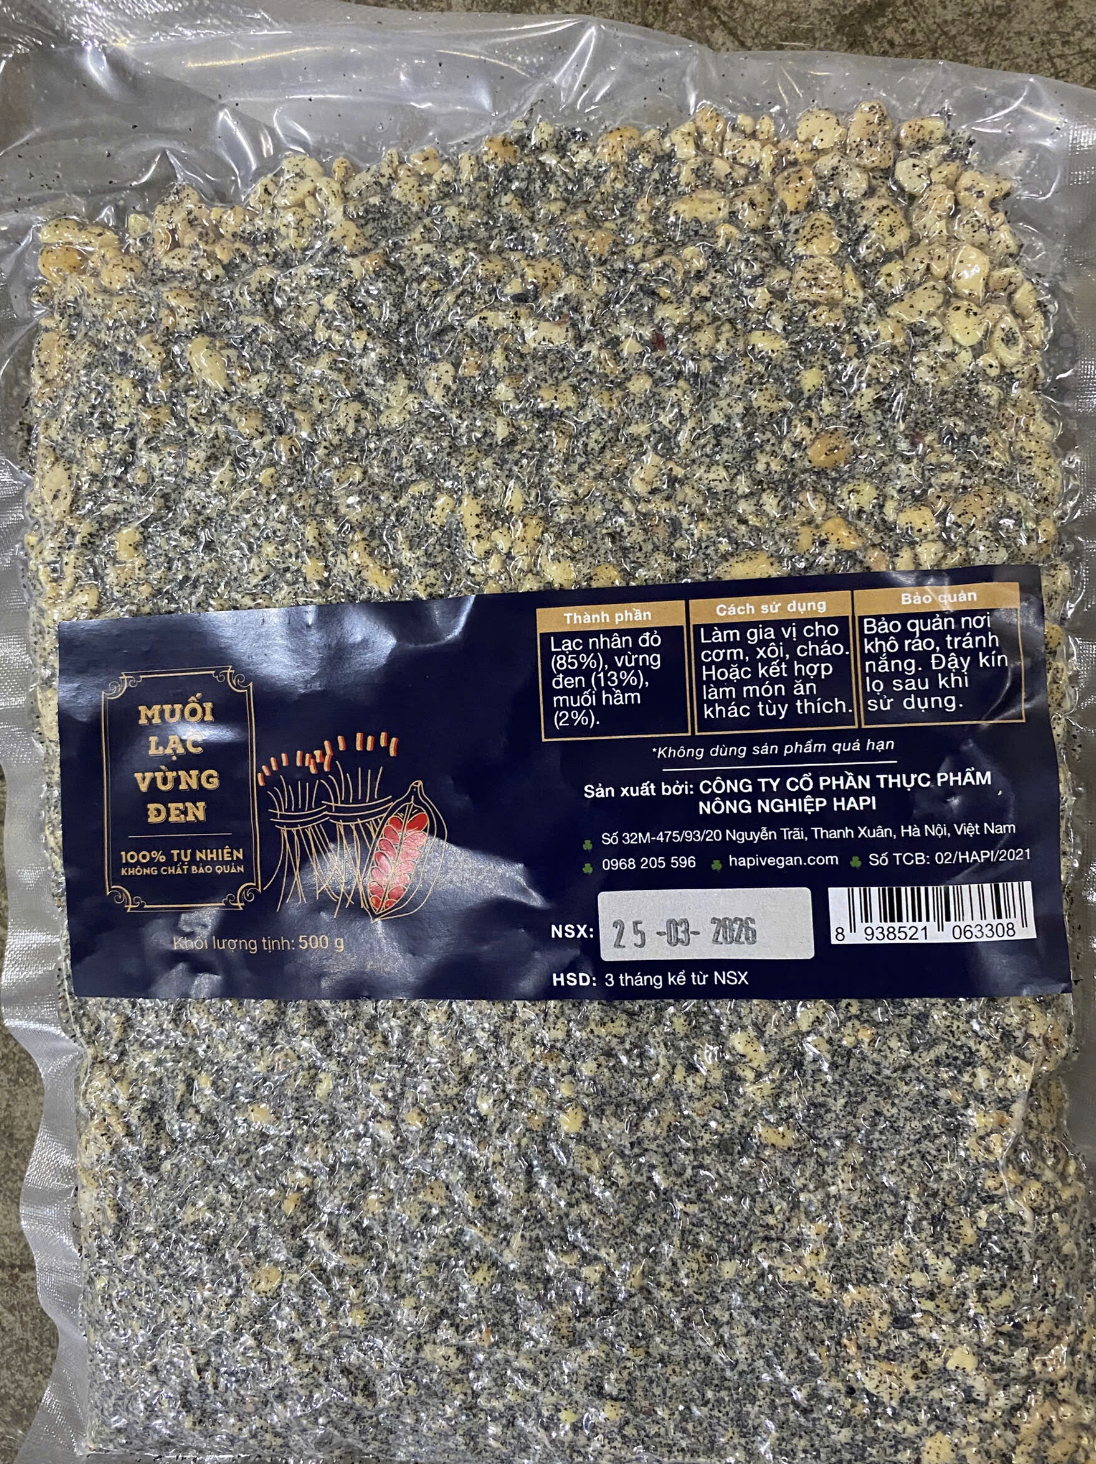 MUỐI
LẠC
VỪNG
ĐEN
100% TỰ NHIÊN
KHÔNG CHẤT BẢO QUẢN
Khối lượng tịnh: 500 g
Thành phần
Lạc nhân đỏ
(85%), vừng
đen (13%),
muối hầm
(2%).
Cách sử dụng
Làm gia vị cho
cơm, xôi, cháo.
Hoặc kết hợp
làm món ăn
khác tùy thích.
Bảo quản
Bảo quản nơi
khô ráo, tránh
nắng. Đậy kín
lọ sau khi
sử dụng.
*Không dùng sản phẩm quá hạn
Sản xuất bởi: CÔNG TY CỔ PHẦN THỰC PHẨM
NÔNG NGHIỆP HAPI
Số 32M-475/93/20 Nguyễn Trãi, Thanh Xuân, Hà Nội, Việt Nam
0968 205 596 hapivegan.com Số TCB: 02/HAPI/2021
NSX: 25-03-2026
8 938521 063308
HSD: 3 tháng kể từ NSX